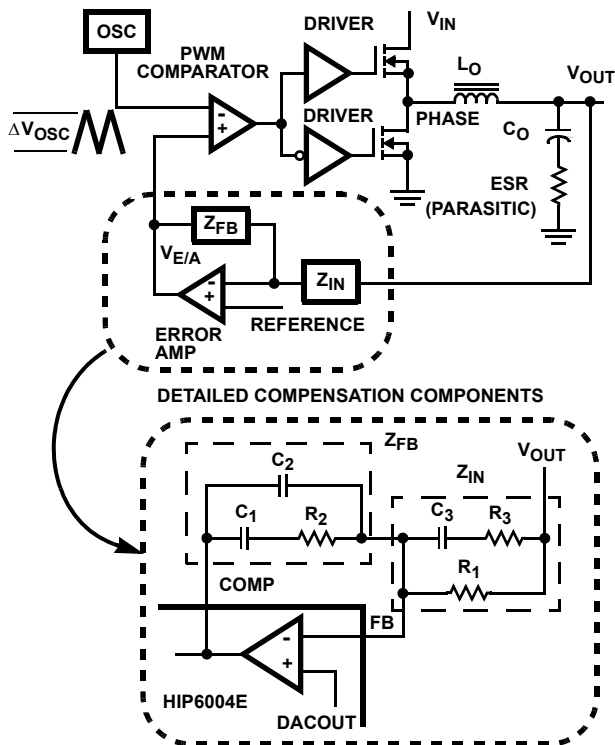 OSC
PWM
COMPARATOR
DRIVER
V_IN
L_O
V_OUT
ΔV_OSC
-
+
DRIVER
PHASE
C_O
ESR
(PARASITIC)
Z_FB
V_E/A
Z_IN
-
+
REFERENCE
ERROR
AMP
DETAILED COMPENSATION COMPONENTS
Z_FB
V_OUT
C_2
Z_IN
C_1
R_2
C_3
R_3
R_1
COMP
FB
-
+
HIP6004E
DACOUT